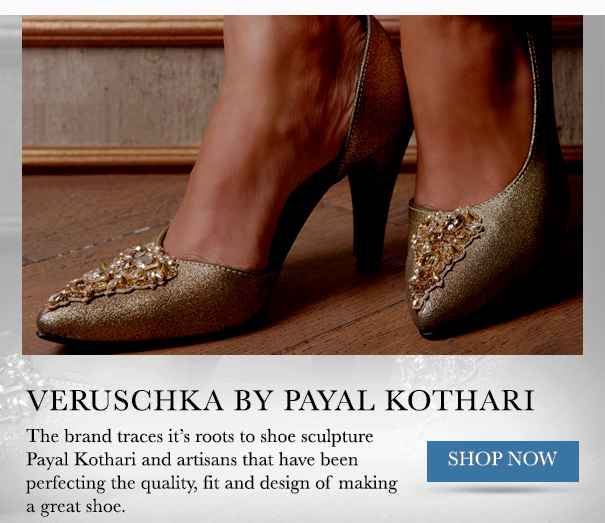 VERUSCHKA BY PAYAL KOTHARI
The brand traces it's roots to shoe sculpture
Payal Kothari and artisans that have been
perfecting the quality, fit and design of making
a great shoe.
SHOP NOW